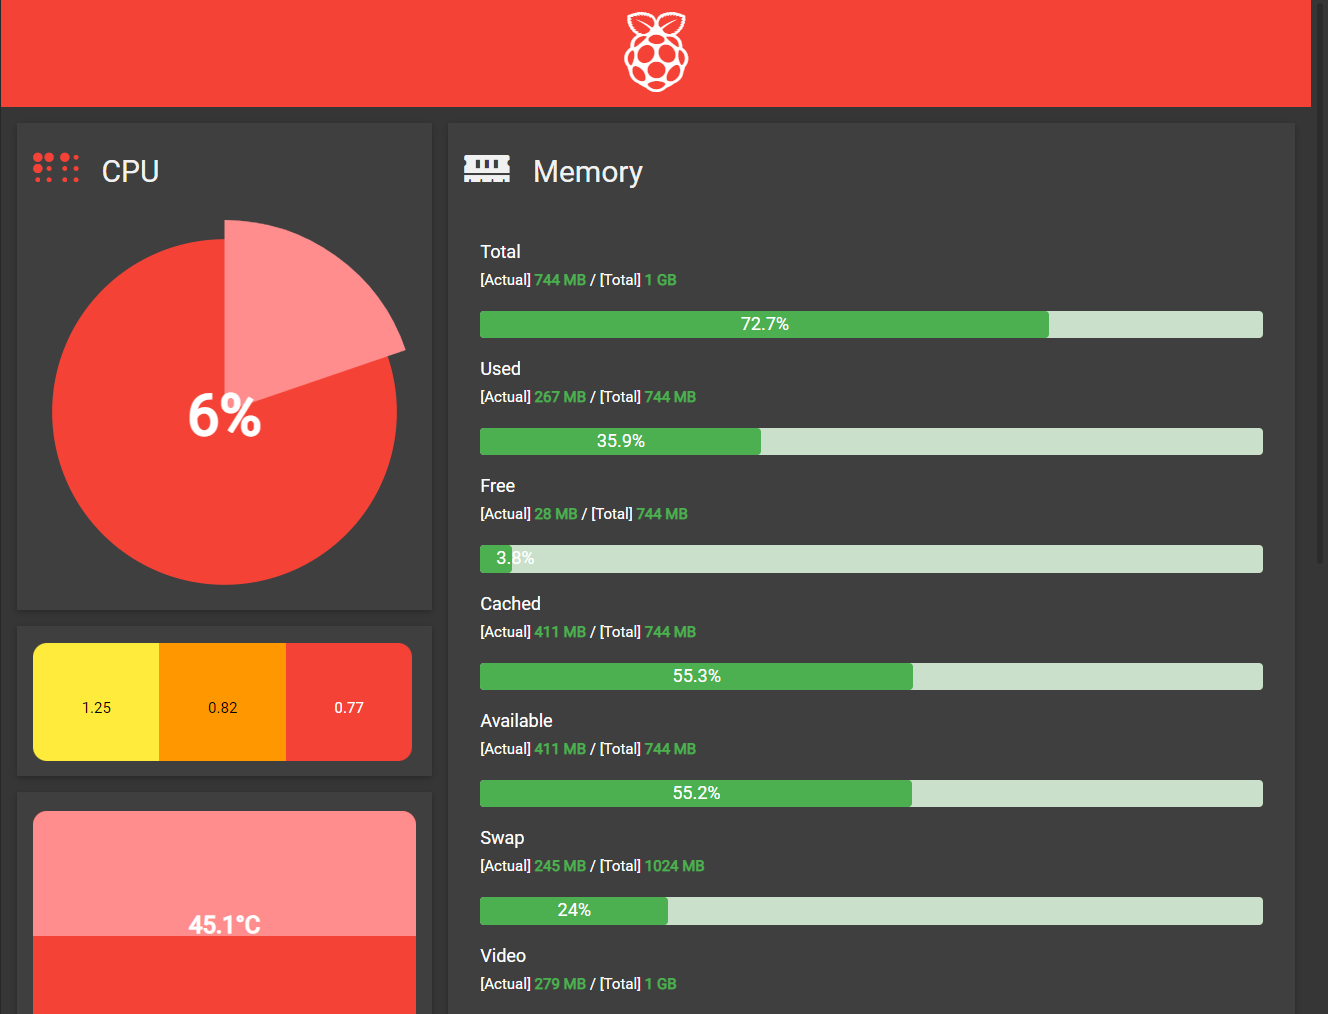 CPU
6%
1.25
0.82
0.77
45.1°C
Memory
Total
[Actual] 744 MB / [Total] 1 GB
72.7%
Used
[Actual] 267 MB / [Total] 744 MB
35.9%
Free
[Actual] 28 MB / [Total] 744 MB
3.8%
Cached
[Actual] 411 MB / [Total] 744 MB
55.3%
Available
[Actual] 411 MB / [Total] 744 MB
55.2%
Swap
[Actual] 245 MB / [Total] 1024 MB
24%
Video
[Actual] 279 MB / [Total] 1 GB